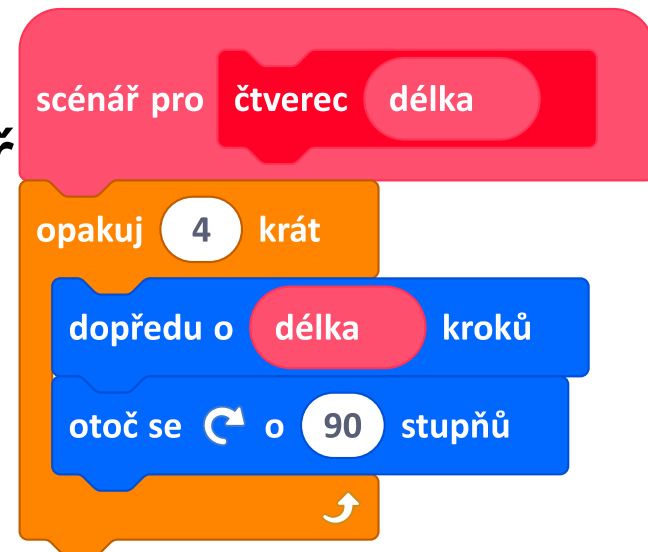 scénář pro čtverec délka
ř
opakuj 4 krát
dopředu o délka kroků
otoč se o 90 stupňů